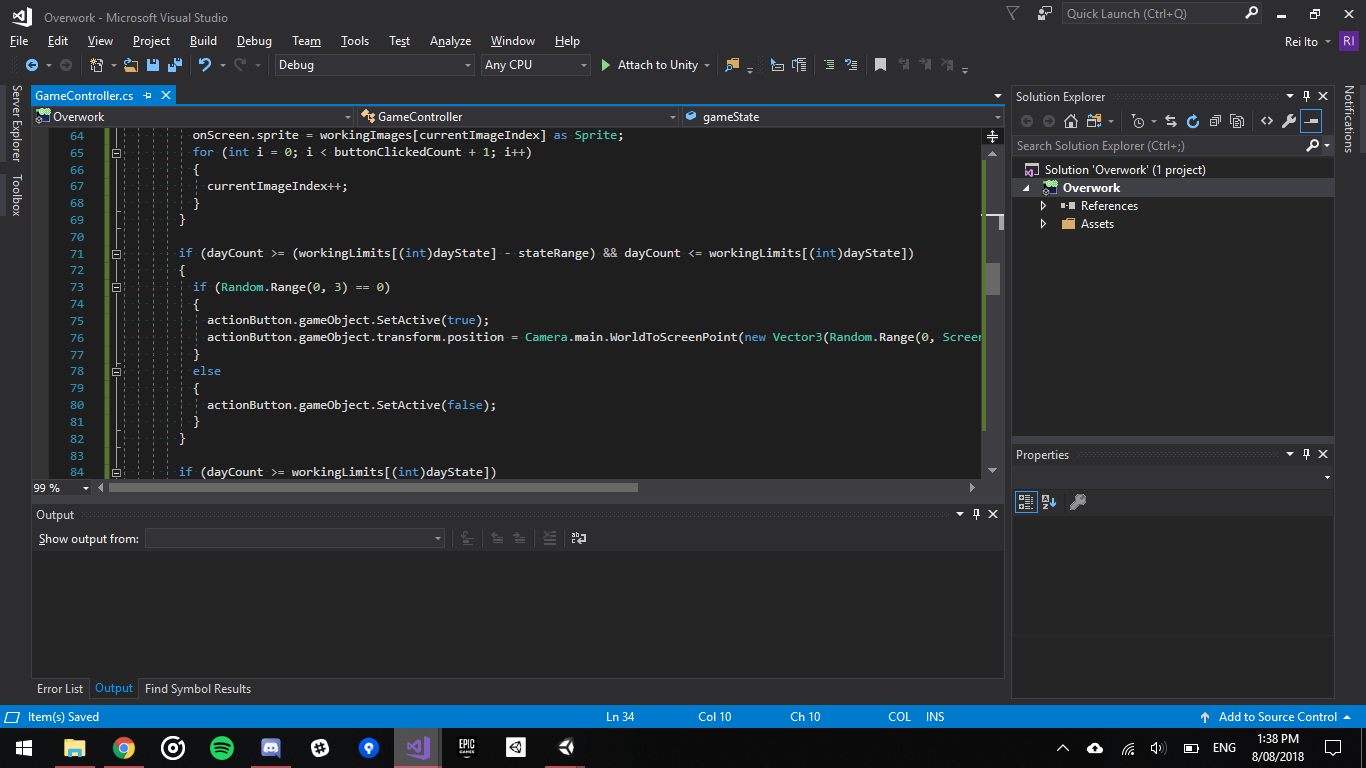 Overwork - Microsoft Visual Studio
Quick Launch (Ctrl+Q)
File Edit View Project Build Debug Team Tools Test Analyze Window Help
Rei Ito RI
Debug Any CPU Attach to Unity
Server Explorer
Toolbox
GameController.cs
Overwork GameController gameState
64 onScreen.sprite = workingImages[currentImageIndex] as Sprite;
65 for (int i = 0; i < buttonClickedCount + 1; i++)
66 {
67 currentImageIndex++;
68 }
69 }
70
71 if (dayCount >= (workingLimits[(int)dayState] - stateRange) && dayCount <= workingLimits[(int)dayState])
72 {
73 if (Random.Range(0, 3) == 0)
74 {
75 actionButton.gameObject.SetActive(true);
76 actionButton.gameObject.transform.position = Camera.main.WorldToScreenPoint(new Vector3(Random.Range(0, Screen
77 }
78 else
79 {
80 actionButton.gameObject.SetActive(false);
81 }
82 }
83
84 if (dayCount >= workingLimits[(int)dayState])
99 %
Output
Show output from:
Error List Output Find Symbol Results
Solution Explorer
Search Solution Explorer (Ctrl+;)
Solution 'Overwork' (1 project)
Overwork
References
Assets
Properties
Notifications
Item(s) Saved Ln 34 Col 10 Ch 10 COL INS Add to Source Control
EPIC GAMES
ENG
1:38 PM
8/08/2018